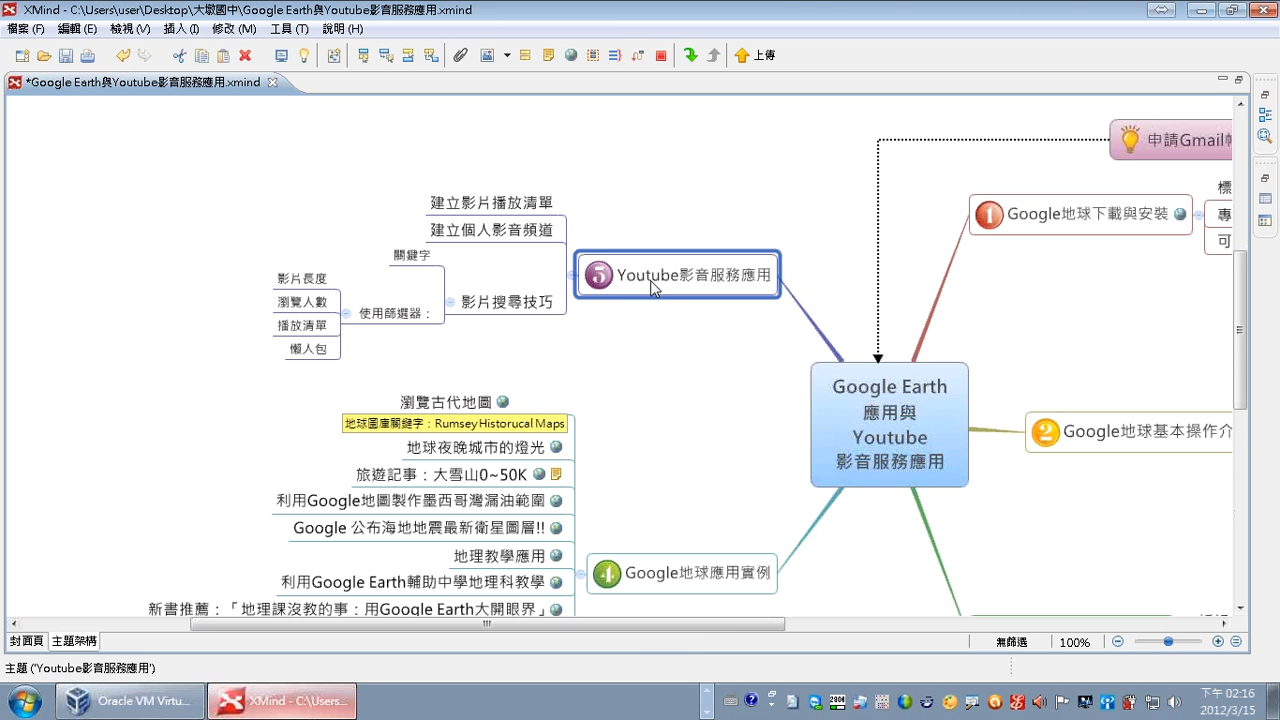 XMind - C:\Users\user\Desktop\大墩國中\Google Earth與Youtube影音服務應用.xmind
檔案 (F) 編輯 (E) 檢視 (V) 插入 (I) 修改 (M) 工具 (T) 說明 (H)
上傳
*Google Earth與Youtube影音服務應用.xmind
申請Gmail
標
1 Google地球下載與安裝
專
可
建立影片播放清單
建立個人影音頻道
關鍵字
5 Youtube影音服務應用
影片長度
瀏覽人數
影片搜尋技巧
使用篩選器：
播放清單
懶人包
Google Earth
應用與
Youtube
影音服務應用
2 Google地球基本操作介
瀏覽古代地圖
地球圖庫關鍵字：Rumsey Historucal Maps
地球夜晚城市的燈光
旅遊記事：大雪山0~50K
利用Google地圖製作墨西哥灣漏油範圍
Google 公布海地地震最新衛星圖層!!
地理教學應用
4 Google地球應用實例
利用Google Earth輔助中學地理科教學
新書推薦：「地理課沒教的事：用Google Earth大開眼界」
封面頁 主題架構
無篩選 100%
主題 ('Youtube影音服務應用')
Oracle VM Virtu...
XMind - C:\Users...
下午 02:16
2012/3/15